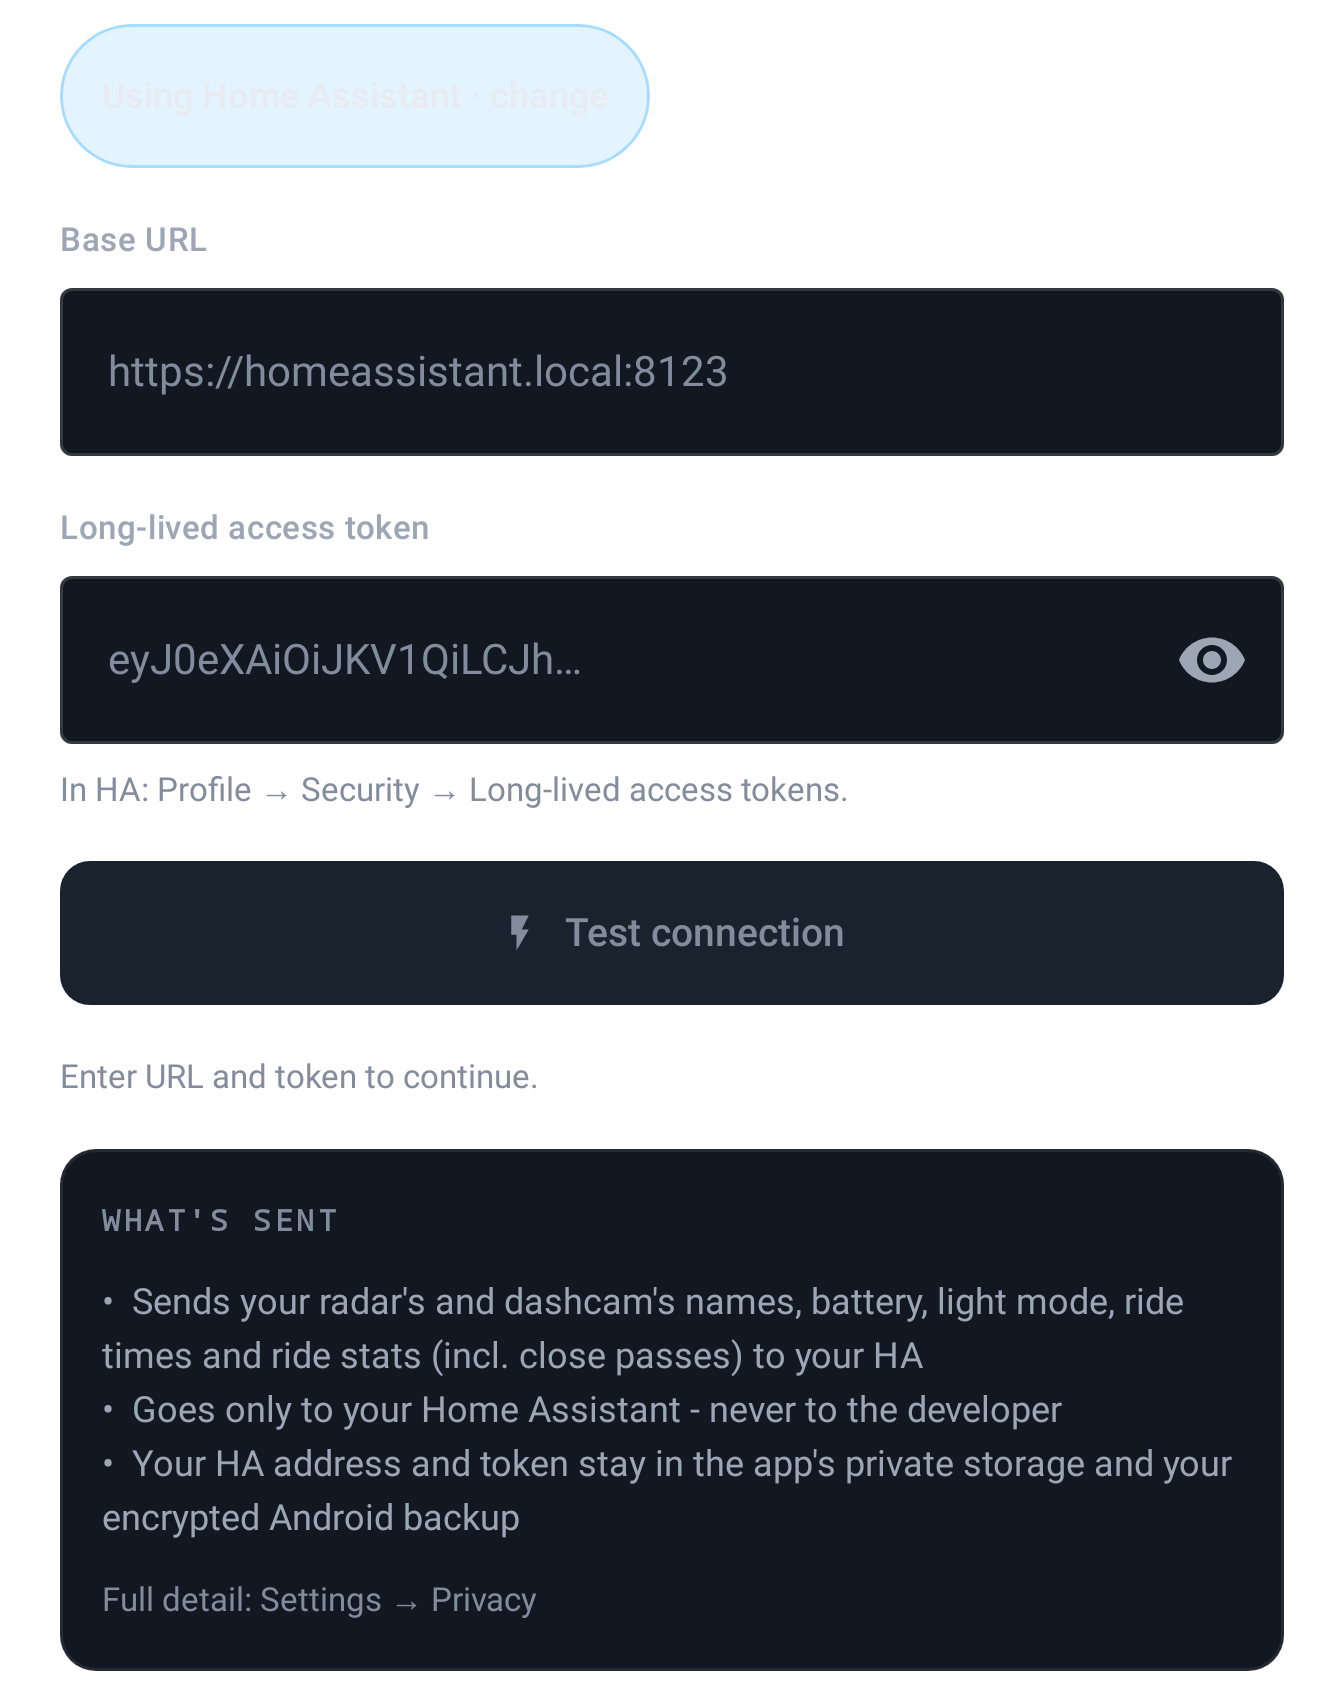 Using Home Assistant · change
Base URL
https://homeassistant.local:8123
Long-lived access token
eyJ0eXAiOiJKV1QiLCJh…
In HA: Profile → Security → Long-lived access tokens.
Test connection
Enter URL and token to continue.
WHAT'S SENT
• Sends your radar's and dashcam's names, battery, light mode, ride
times and ride stats (incl. close passes) to your HA
• Goes only to your Home Assistant - never to the developer
• Your HA address and token stay in the app's private storage and your
encrypted Android backup
Full detail: Settings → Privacy